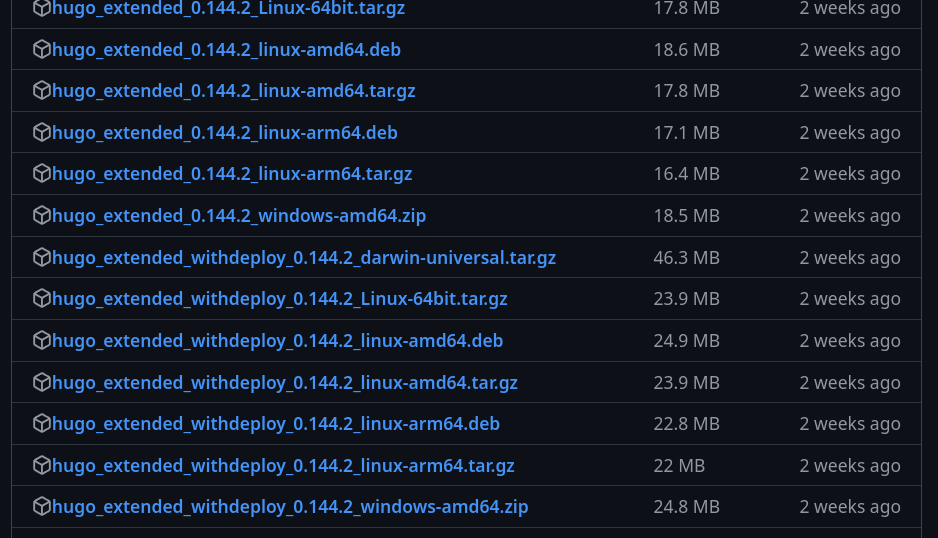 hugo_extended_0.144.2_Linux-64bit.tar.gz 17.8 MB 2 weeks ago
hugo_extended_0.144.2_linux-amd64.deb 18.6 MB 2 weeks ago
hugo_extended_0.144.2_linux-amd64.tar.gz 17.8 MB 2 weeks ago
hugo_extended_0.144.2_linux-arm64.deb 17.1 MB 2 weeks ago
hugo_extended_0.144.2_linux-arm64.tar.gz 16.4 MB 2 weeks ago
hugo_extended_0.144.2_windows-amd64.zip 18.5 MB 2 weeks ago
hugo_extended_withdeploy_0.144.2_darwin-universal.tar.gz 46.3 MB 2 weeks ago
hugo_extended_withdeploy_0.144.2_Linux-64bit.tar.gz 23.9 MB 2 weeks ago
hugo_extended_withdeploy_0.144.2_linux-amd64.deb 24.9 MB 2 weeks ago
hugo_extended_withdeploy_0.144.2_linux-amd64.tar.gz 23.9 MB 2 weeks ago
hugo_extended_withdeploy_0.144.2_linux-arm64.deb 22.8 MB 2 weeks ago
hugo_extended_withdeploy_0.144.2_linux-arm64.tar.gz 22 MB 2 weeks ago
hugo_extended_withdeploy_0.144.2_windows-amd64.zip 24.8 MB 2 weeks ago